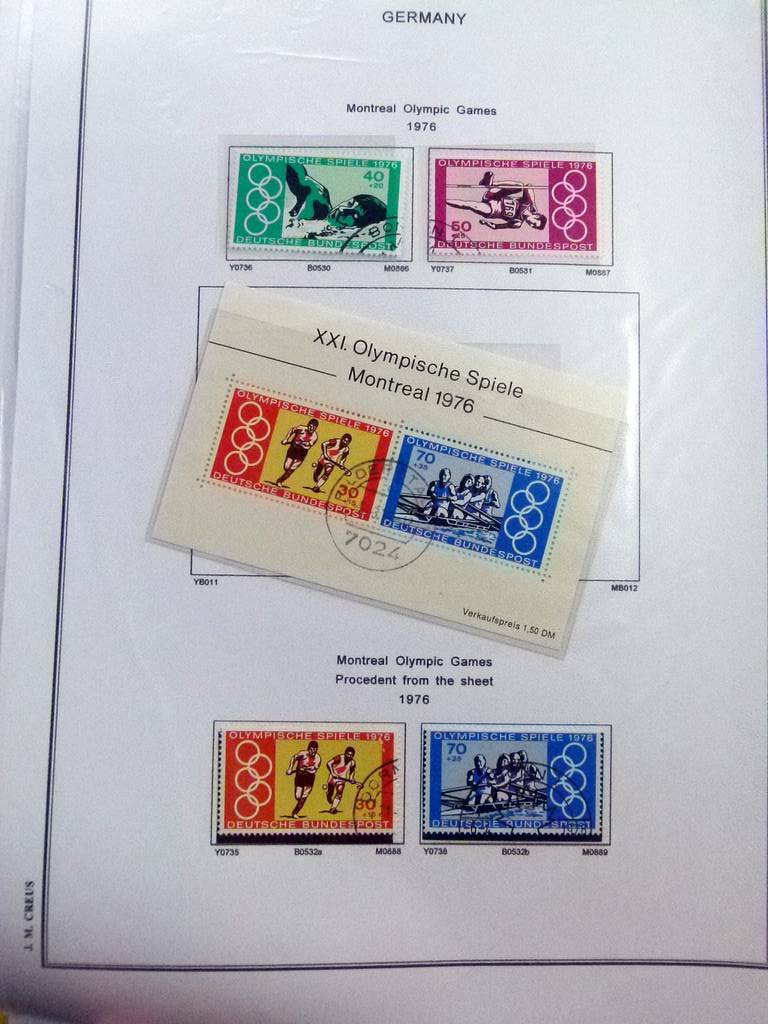 GERMANY
Montreal Olympic Games
1976
OLYMPISCHE SPIELE 1976
40
+20
DEUTSCHE BUNDESPOST
OLYMPISCHE SPIELE 1976
50
+25
DEUTSCHE BUNDESPOST
Y0736 B0530 M0886
Y0737 B0531 M0887
XXI. Olympische Spiele
Montreal 1976
OLYMPISCHE SPIELE 1976
30
+15
DEUTSCHE BUNDESPOST
OLYMPISCHE SPIELE 1976
70
+35
DEUTSCHE BUNDESPOST
7024
Verkaufspreis 1,50 DM
YB011
MB012
Montreal Olympic Games
Procedent from the sheet
1976
OLYMPISCHE SPIELE 1976
30
+15
DEUTSCHE BUNDESPOST
OLYMPISCHE SPIELE 1976
70
+35
DEUTSCHE BUNDESPOST
Y0735 B0532a M0888
Y0738 B0532b M0889
J. M. CREUS